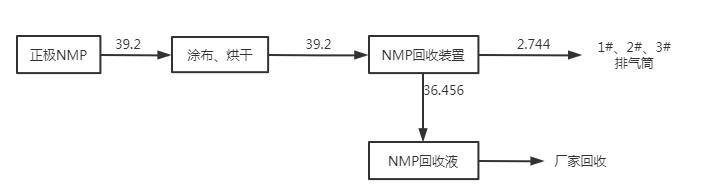 39.2
39.2
2.744
正极NMP
涂布、烘干
NMP回收装置
1#、2#、3#
排气筒
36.456
NMP回收液
厂家回收